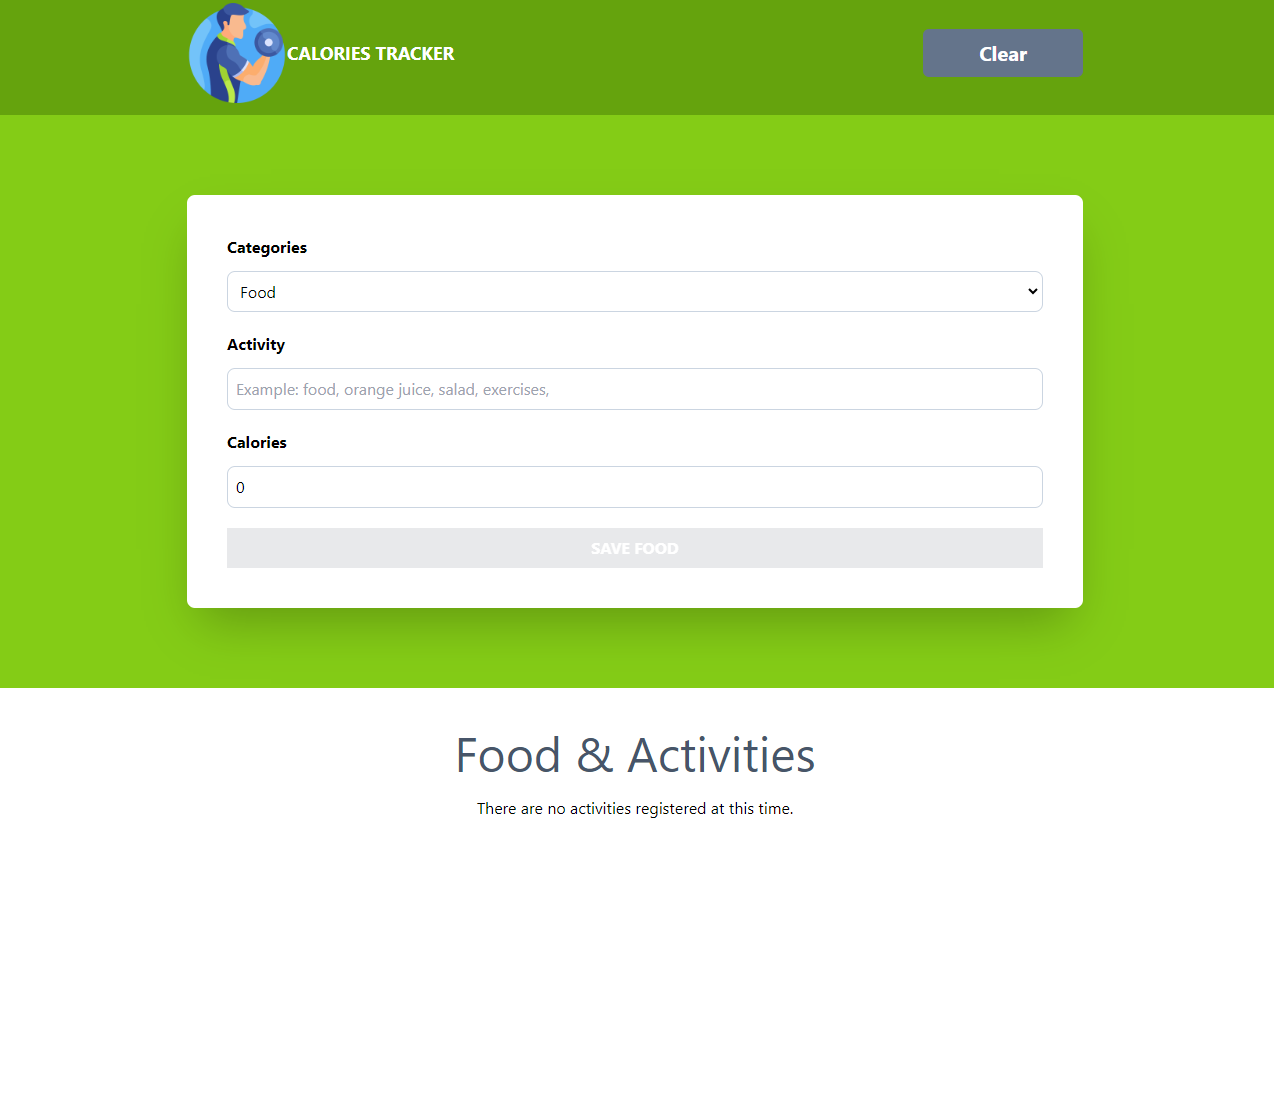 CALORIES TRACKER
Clear
Categories
Food
Activity
Example: food, orange juice, salad, exercises,
Calories
0
SAVE FOOD
Food & Activities
There are no activities registered at this time.